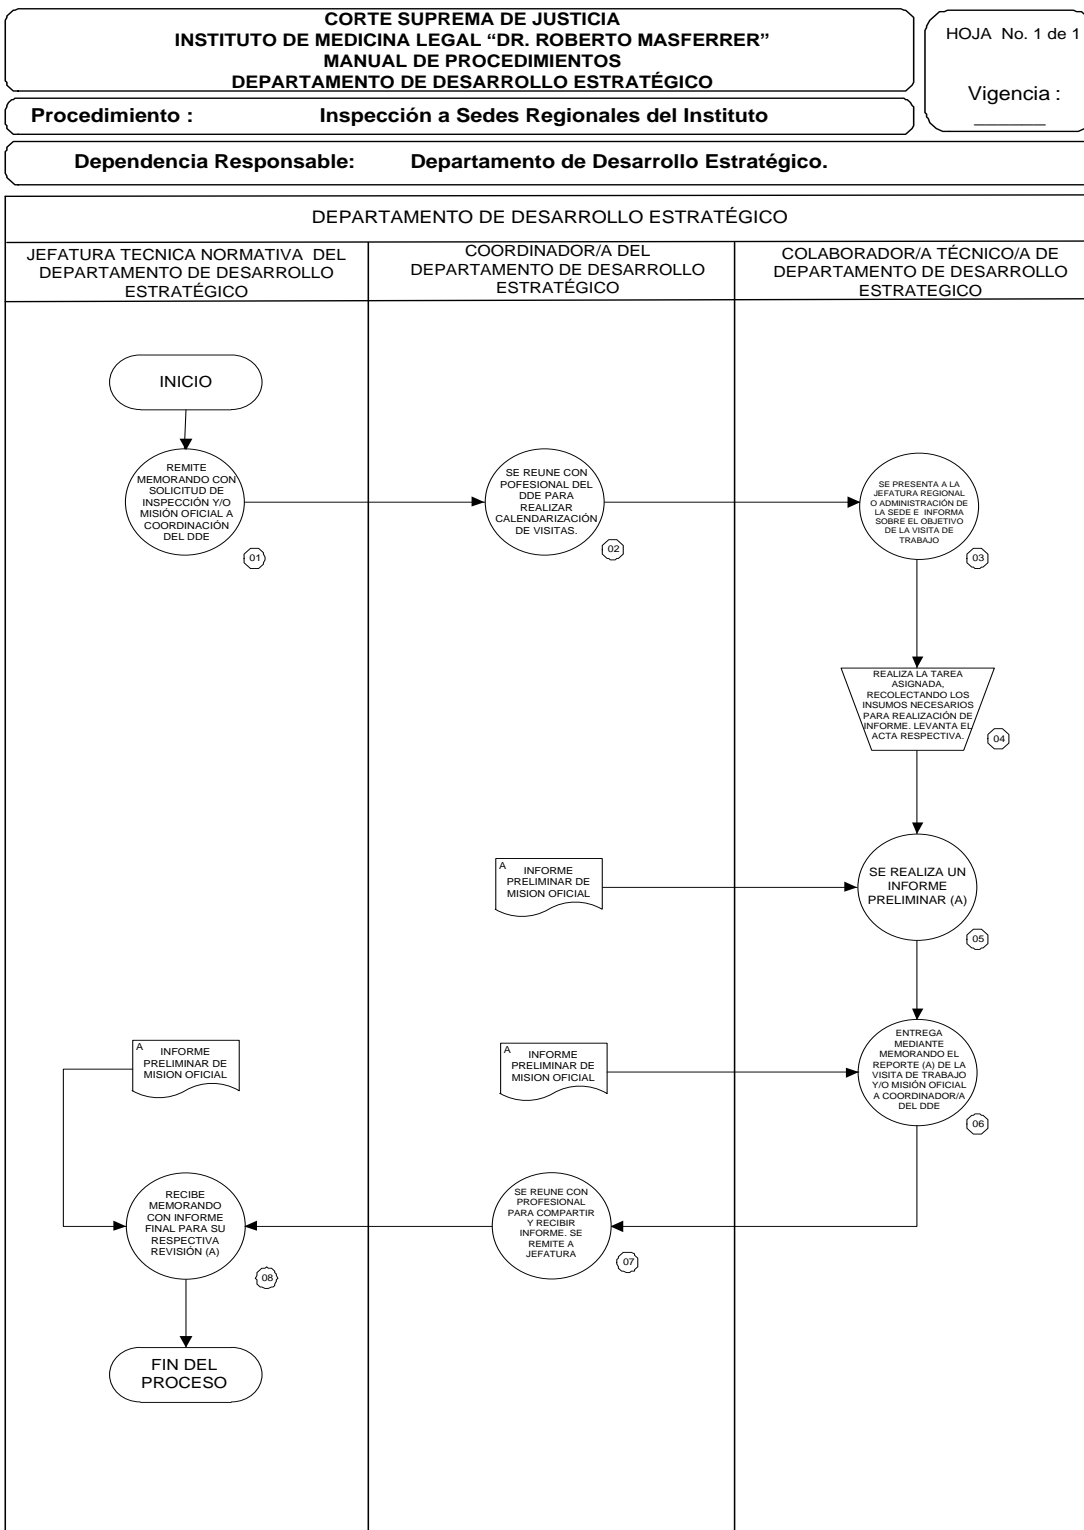 CORTE SUPREMA DE JUSTICIA
INSTITUTO DE MEDICINA LEGAL “DR. ROBERTO MASFERRER”
MANUAL DE PROCEDIMIENTOS
DEPARTAMENTO DE DESARROLLO ESTRATÉGICO
HOJA No. 1 de 1
Vigencia :
Procedimiento : Inspección a Sedes Regionales del Instituto
Dependencia Responsable: Departamento de Desarrollo Estratégico.
DEPARTAMENTO DE DESARROLLO ESTRATÉGICO
JEFATURA TECNICA NORMATIVA DEL
DEPARTAMENTO DE DESARROLLO
ESTRATÉGICO
COORDINADOR/A DEL
DEPARTAMENTO DE DESARROLLO
ESTRATÉGICO
COLABORADOR/A TÉCNICO/A DE
DEPARTAMENTO DE DESARROLLO
ESTRATEGICO
INICIO
REMITE
MEMORANDO CON
SOLICITUD DE
INSPECCIÓN Y/O
MISIÓN OFICIAL A
COORDINACIÓN
DEL DDE
01
SE REUNE CON
POFESIONAL DEL
DDE PARA
REALIZAR
CALENDARIZACIÓN
DE VISITAS.
02
SE PRESENTA A LA
JEFATURA REGIONAL
O ADMINISTRACIÓN DE
LA SEDE E INFORMA
SOBRE EL OBJETIVO
DE LA VISITA DE
TRABAJO
03
REALIZA LA TAREA
ASIGNADA,
RECOLECTANDO LOS
INSUMOS NECESARIOS
PARA REALIZACIÓN DE
INFORME. LEVANTA EL
ACTA RESPECTIVA.
04
A
INFORME
PRELIMINAR DE
MISION OFICIAL
SE REALIZA UN
INFORME
PRELIMINAR (A)
05
A
INFORME
PRELIMINAR DE
MISION OFICIAL
A
INFORME
PRELIMINAR DE
MISION OFICIAL
ENTREGA
MEDIANTE
MEMORANDO EL
REPORTE (A) DE LA
VISITA DE TRABAJO
Y/O MISIÓN OFICIAL
A COORDINADOR/A
DEL DDE
06
RECIBE
MEMORANDO
CON INFORME
FINAL PARA SU
RESPECTIVA
REVISIÓN (A)
08
SE REUNE CON
PROFESIONAL
PARA COMPARTIR
Y RECIBIR
INFORME. SE
REMITE A
JEFATURA
07
FIN DEL
PROCESO